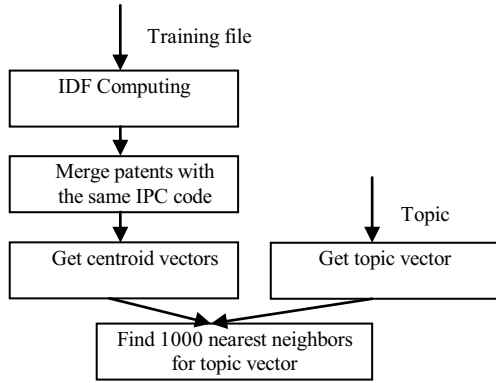 Training file
IDF Computing
Merge patents with
the same IPC code
Topic
Get centroid vectors
Get topic vector
Find 1000 nearest neighbors
for topic vector